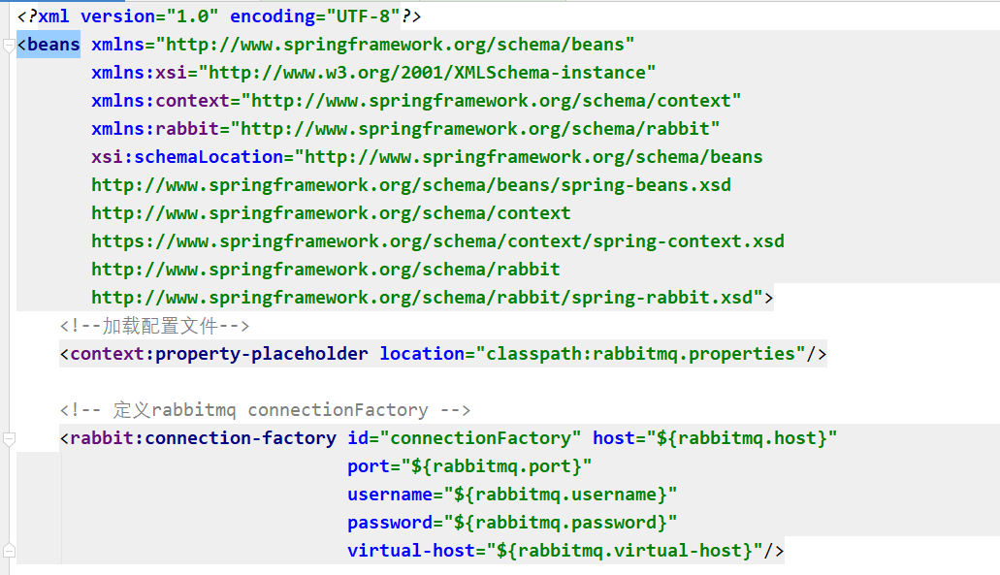 <?xml version="1.0" encoding="UTF-8"?>
<beans xmlns="http://www.springframework.org/schema/beans"
       xmlns:xsi="http://www.w3.org/2001/XMLSchema-instance"
       xmlns:context="http://www.springframework.org/schema/context"
       xmlns:rabbit="http://www.springframework.org/schema/rabbit"
       xsi:schemaLocation="http://www.springframework.org/schema/beans
       http://www.springframework.org/schema/beans/spring-beans.xsd
       http://www.springframework.org/schema/context
       https://www.springframework.org/schema/context/spring-context.xsd
       http://www.springframework.org/schema/rabbit
       http://www.springframework.org/schema/rabbit/spring-rabbit.xsd">
    <!--加载配置文件-->
    <context:property-placeholder location="classpath:rabbitmq.properties"/>
    <!-- 定义rabbitmq connectionFactory -->
    <rabbit:connection-factory id="connectionFactory" host="${rabbitmq.host}"
                               port="${rabbitmq.port}"
                               username="${rabbitmq.username}"
                               password="${rabbitmq.password}"
                               virtual-host="${rabbitmq.virtual-host}"/>